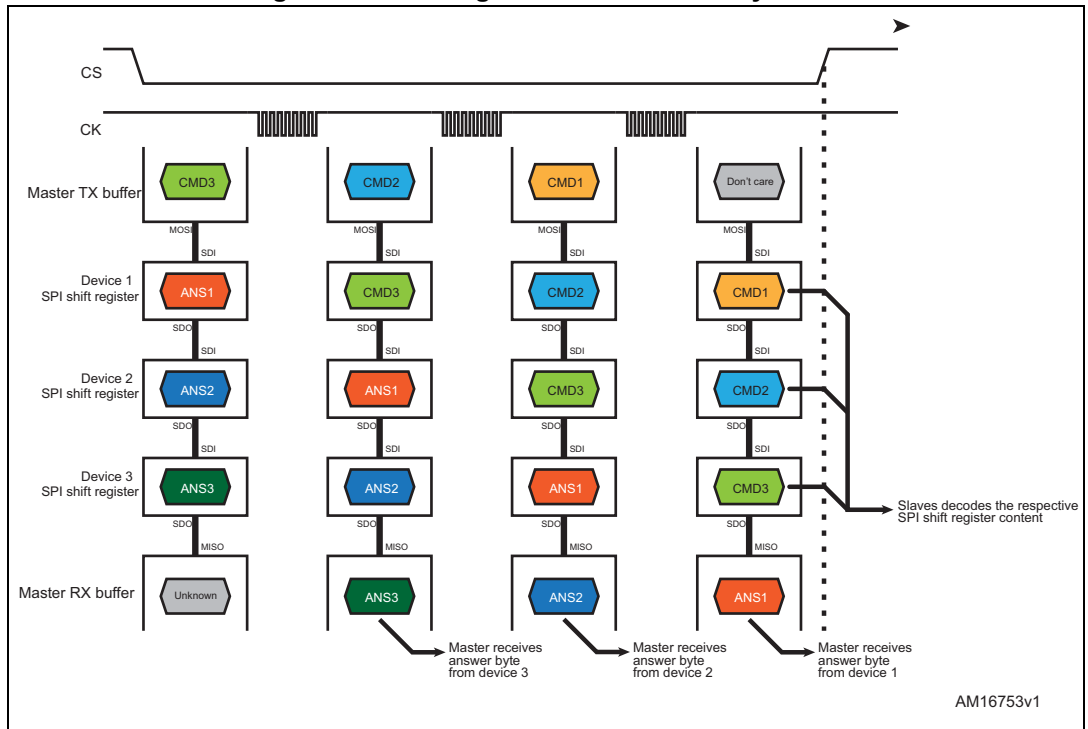 CS
CK
Master TX buffer
CMD3
CMD2
CMD1
Don't care
MOSI
MOSI
MOSI
MOSI
SDI
SDI
SDI
SDI
Device 1
SPI shift register
ANS1
CMD3
CMD2
CMD1
SDO
SDO
SDO
SDO
SDI
SDI
SDI
SDI
Device 2
SPI shift register
ANS2
ANS1
CMD3
CMD2
SDO
SDO
SDO
SDO
SDI
SDI
SDI
SDI
Device 3
SPI shift register
ANS3
ANS2
ANS1
CMD3
Slaves decodes the respective
SPI shift register content
SDO
SDO
SDO
SDO
MISO
MISO
MISO
MISO
Master RX buffer
Unknown
ANS3
ANS2
ANS1
Master receives
answer byte
from device 3
Master receives
answer byte
from device 2
Master receives
answer byte
from device 1
AM16753v1